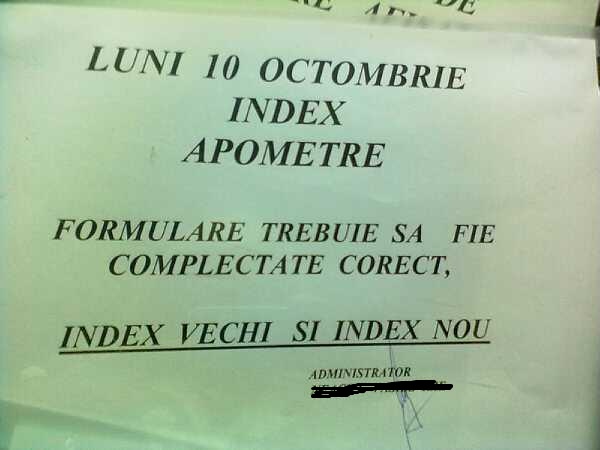 LUNI 10 OCTOMBRIE
INDEX
APOMETRE
FORMULARE TREBUIE SA FIE
COMPLECTATE CORECT,
INDEX VECHI SI INDEX NOU
ADMINISTRATOR